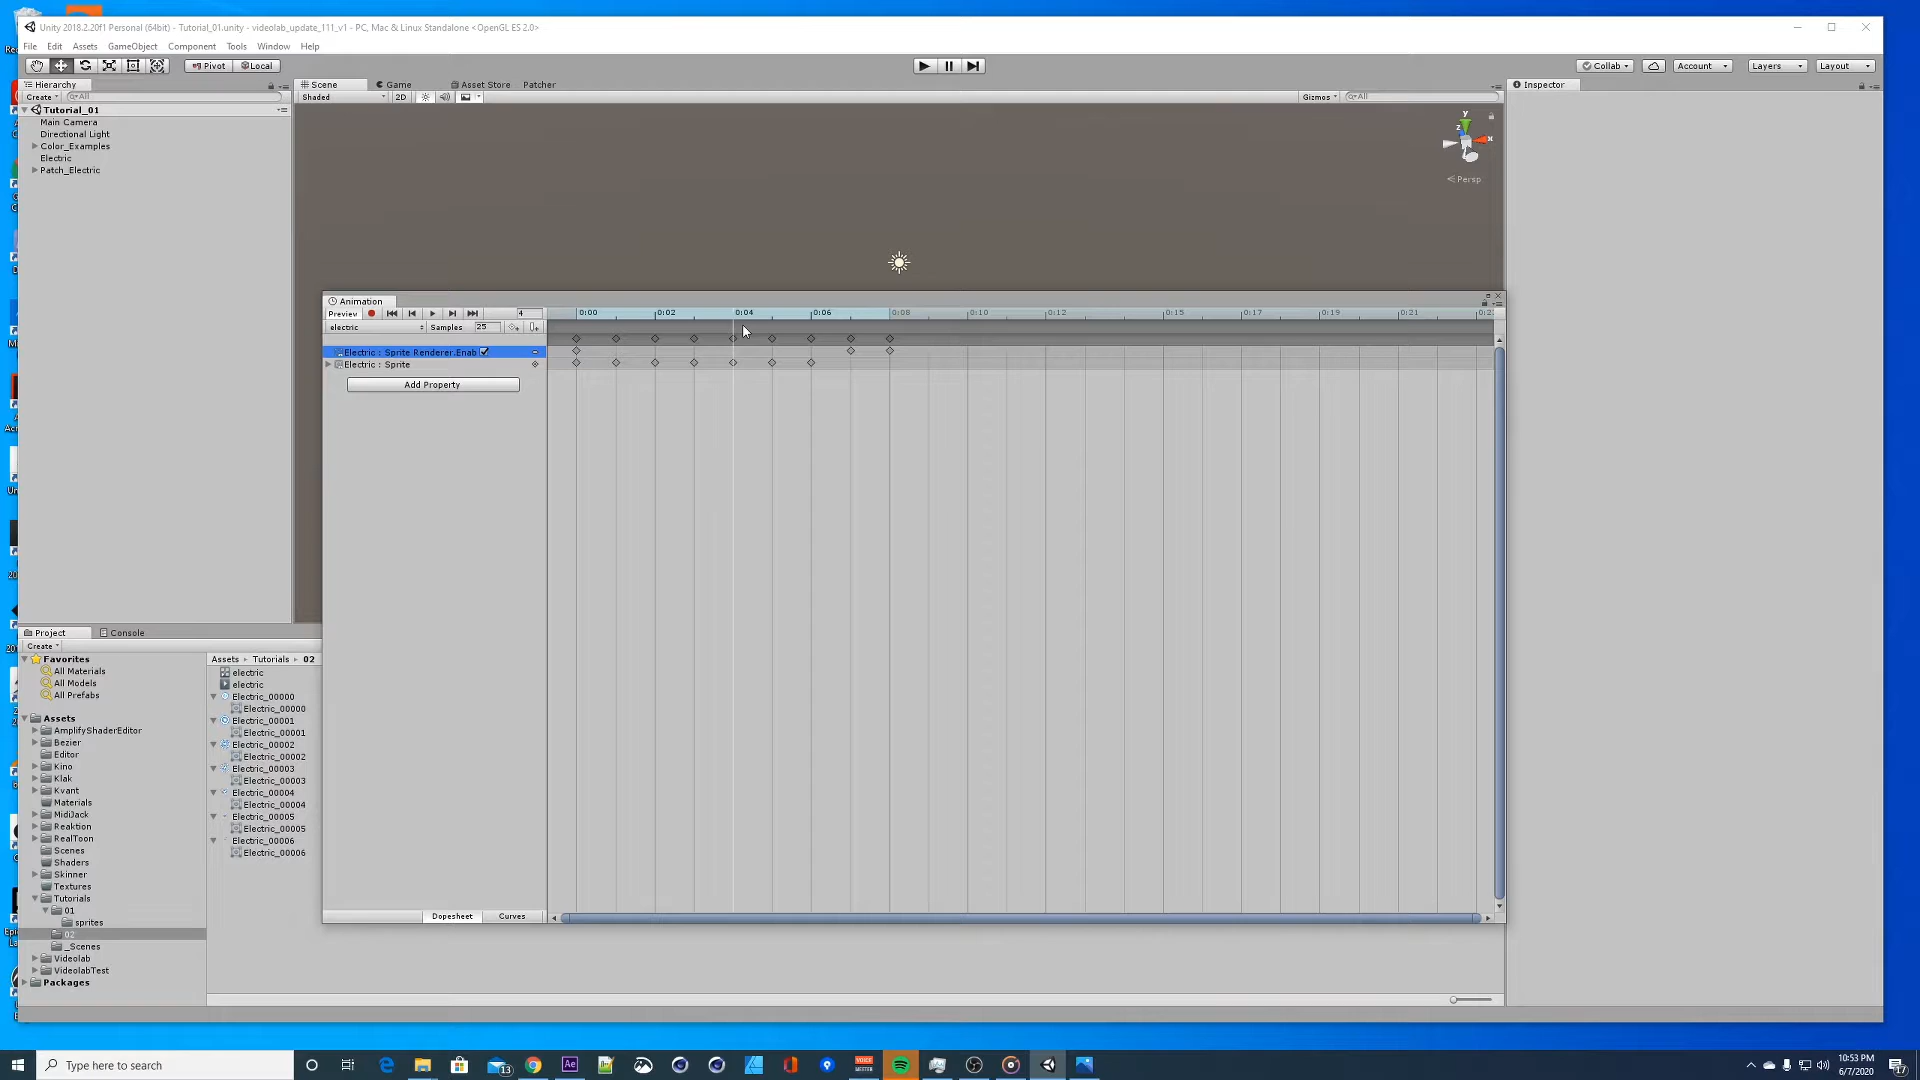 Unity 2018.2.20f1 Personal (64bit) - Tutorial_01.unity - videolab_update_111_v1 - PC, Mac & Linux Standalone <OpenGL ES 2.0>
File Edit Assets GameObject Component Tools Window Help
Pivot Local Collab Account Layers Layout
Hierarchy Scene Game Asset Store Patcher Inspector
Create All Shaded 2D Gizmos All
Tutorial_01
Main Camera
Directional Light
Color_Examples
Electric
Patch_Electric
y
z x
Persp
Animation
Preview 4 0:00 0:02 0:04 0:06 0:08 0:10 0:12 0:15 0:17 0:19 0:21
electric Samples 25
Electric : Sprite Renderer.Enab
Electric : Sprite
Add Property
Dopesheet Curves
Project Console
Create
Favorites
All Materials
All Models
All Prefabs
Assets
AmplifyShaderEditor
Bezier
Editor
Kino
Klak
Kvant
Materials
MidiJack
Reaktion
RealToon
Scenes
Shaders
Skinner
Textures
Tutorials
01
sprites
02
_Scenes
Videolab
VideolabTest
Packages
Assets Tutorials 02
electric
electric
Electric_00000
Electric_00000
Electric_00001
Electric_00001
Electric_00002
Electric_00002
Electric_00003
Electric_00003
Electric_00004
Electric_00004
Electric_00005
Electric_00005
Electric_00006
Electric_00006
Type here to search
13
Ae
VOICE
10:53 PM
6/7/2020
17